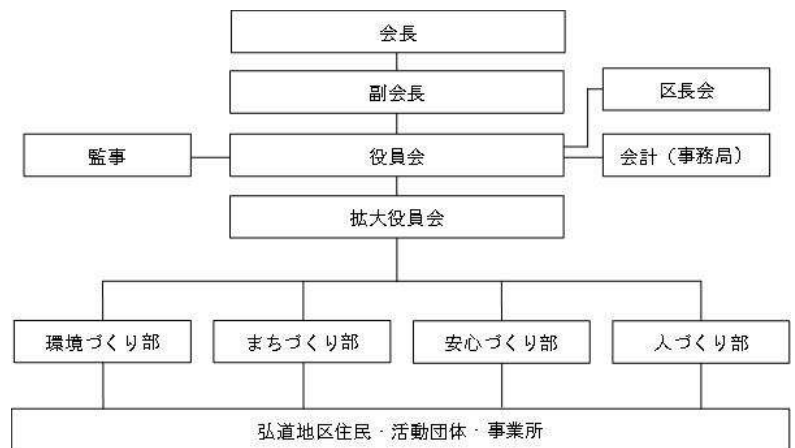 会長
副会長
区長会
監事
役員会
会計（事務局）
拡大役員会
環境づくり部
まちづくり部
安心づくり部
人づくり部
弘道地区住民・活動団体・事業所